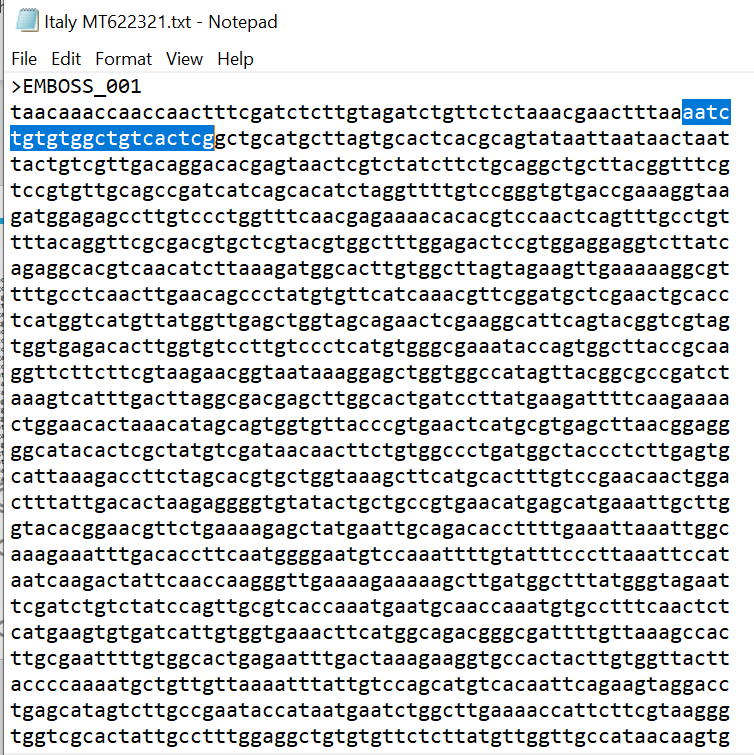 Italy MT622321.txt - Notepad
File Edit Format View Help
>EMBOSS_001
taacaaaccaaccaactttcgatctcttgtagatctgttctctaaacgaactttaaaatc
tgtgtggctgtcactcggctgcatgcttagtgcactcacgcagtataattaataactaat
tactgtcgttgacaggacacgagtaactcgtctatcttctgcaggctgcttacggtttcg
tccgtgttgcagccgatcatcagcacatctaggttttgtccgggtgtgaccgaaaggtaa
gatggagagccttgtccctggtttcaacgagaaaacacacgtccaactcagtttgcctgt
tttacaggttcgcgacgtgctcgtacgtggctttggagactccgtggaggaggtcttatc
agaggcacgtcaacatcttaaagatggcacttgtggcttagtagaagttgaaaaaggcgt
tttgcctcaacttgaacagccctatgtgttcatcaaacgttcggatgctcgaactgcacc
tcatggtcatgttatggttgagctggtagcagaactcgaaggcattcagtacggtcgtag
tggtgagacacttggtgtccttgtccctcatgtgggcgaaataccagtggcttaccgcaa
ggttcttcttcgtaagaacggtaataaaggagctggtggccatagttacggcgccgatct
aaagtcatttgacttaggcgacgagcttggcactgatccttatgaagattttcaagaaaa
ctggaacactaaacatagcagtggtgttacccgtgaactcatgcgtgagcttaacggagg
ggcatacactcgctatgtcgataacaacttctgtggccctgatggctaccctcttgagtg
cattaaagaccttctagcacgtgctggtaaagcttcatgcactttgtccgaacaactgga
ctttattgacactaagaggggtgtatactgctgccgtgaacatgagcatgaaattgcttg
gtacacggaacgttctgaaaagagctatgaattgcagacaccttttgaaattaaattggc
aaagaaatttgacaccttcaatggggaatgtccaaattttgtatttcccttaaattccat
aatcaagactattcaaccaagggttgaaaagaaaaagcttgatggctttatgggtagaat
tcgatctgtctatccagttgcgtcaccaaatgaatgcaaccaaatgtgcctttcaactct
catgaagtgtgatcattgtggtgaaacttcatggcagacgggcgattttgttaaagccac
ttgcgaattttgtggcactgagaatttgactaaagaaggtgccactacttgtggttactt
accccaaaatgctgttgttaaaatttattgtccagcatgtcacaattcagaagtaggacc
tgagcatagtcttgccgaataccataatgaatctggcttgaaaaccattcttcgtaaggg
tggtcgcactattgcctttggaggctgtgtgttctcttatgttggttgccataacaagtg